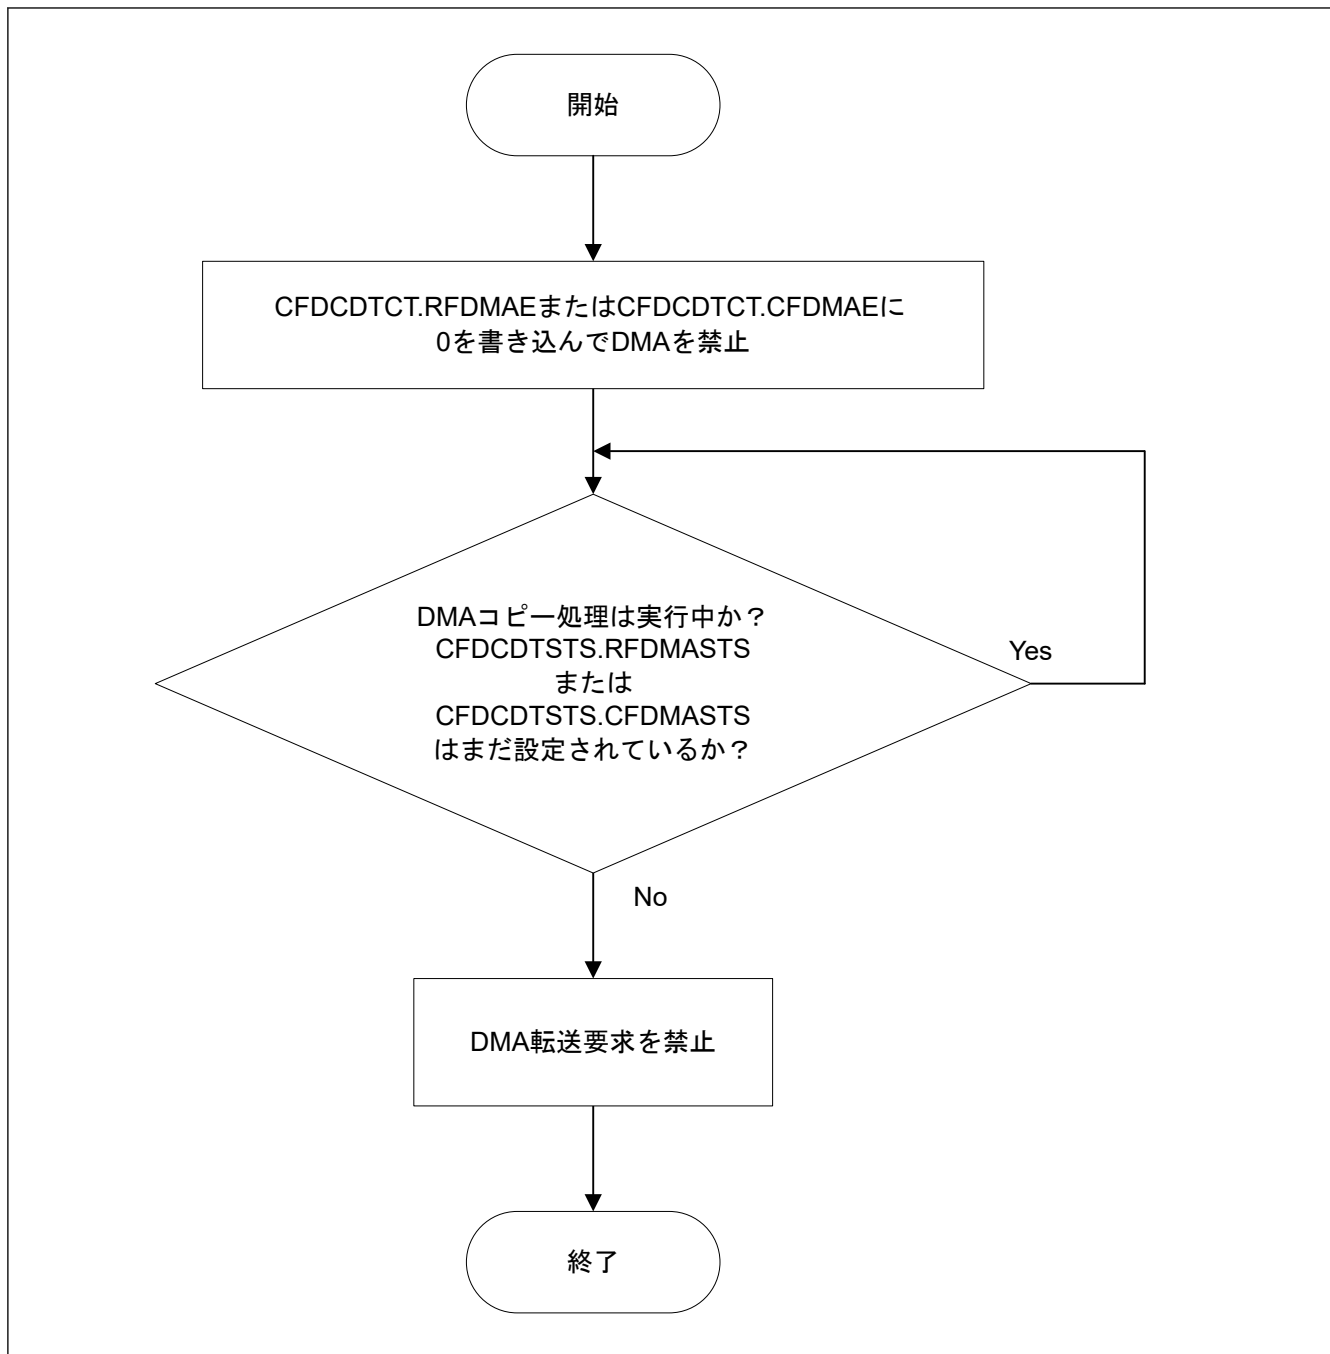 開始
CFDCDTCT.RFDMAEまたはCFDCDTCT.CFDMAEに
0を書き込んでDMAを禁止
DMAコピー処理は実行中か？
CFDCDTSTS.RFDMASTS
または
CFDCDTSTS.CFDMASTS
はまだ設定されているか？
Yes
No
DMA転送要求を禁止
終了